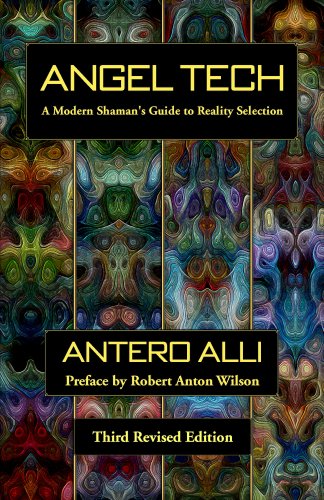 ANGEL TECH
A Modern Shaman's Guide to Reality Selection
ANTERO ALLI
Preface by Robert Anton Wilson
Third Revised Edition